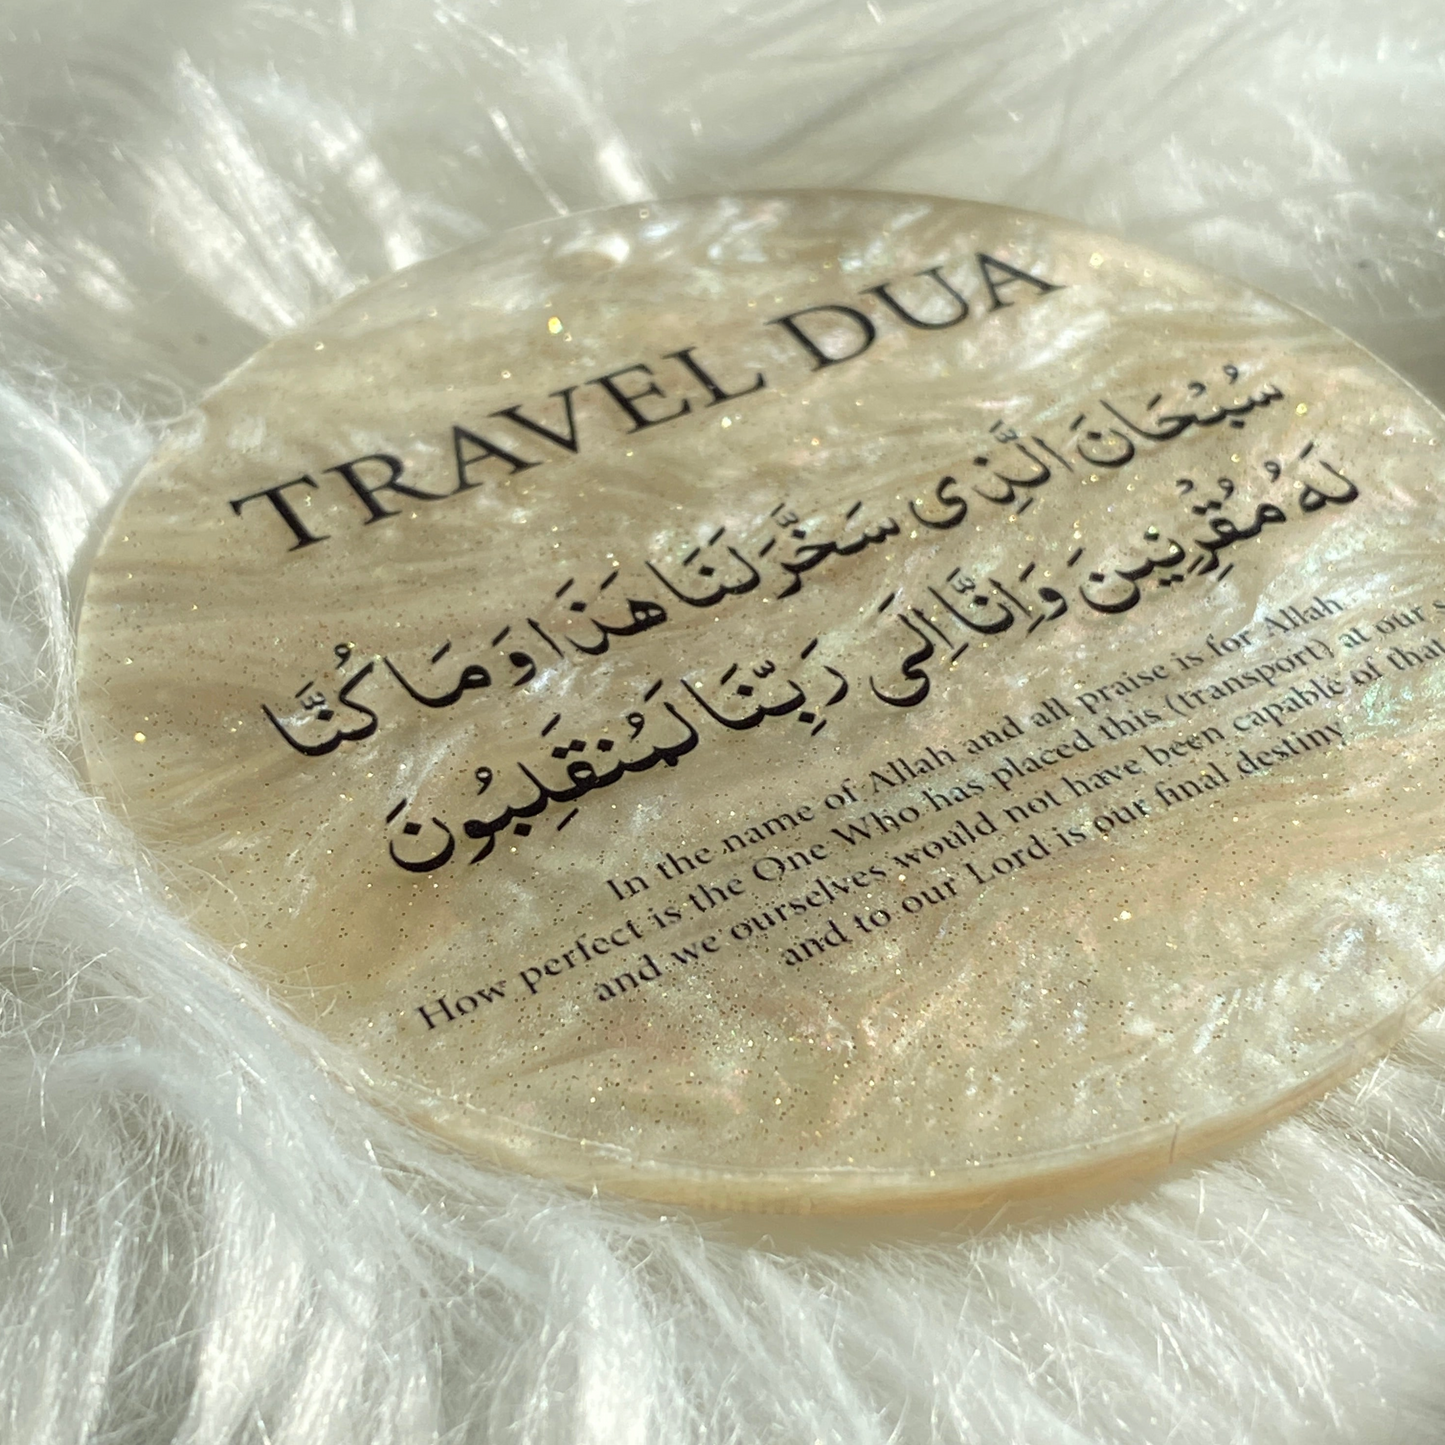 TRAVEL DUA
سُبْحَانَ الَّذِى سَخَّرَ لَنَا هَذَا وَمَا كُنَّا
لَهُ مُقْرِنِينَ وَإِنَّا إِلَى رَبِّنَا لَمُنقَلِبُونَ
In the name of Allah and all praise is for Allah
How perfect is the One Who has placed this (transport) at our
and we ourselves would not have been capable of that
and to our Lord is our final destiny